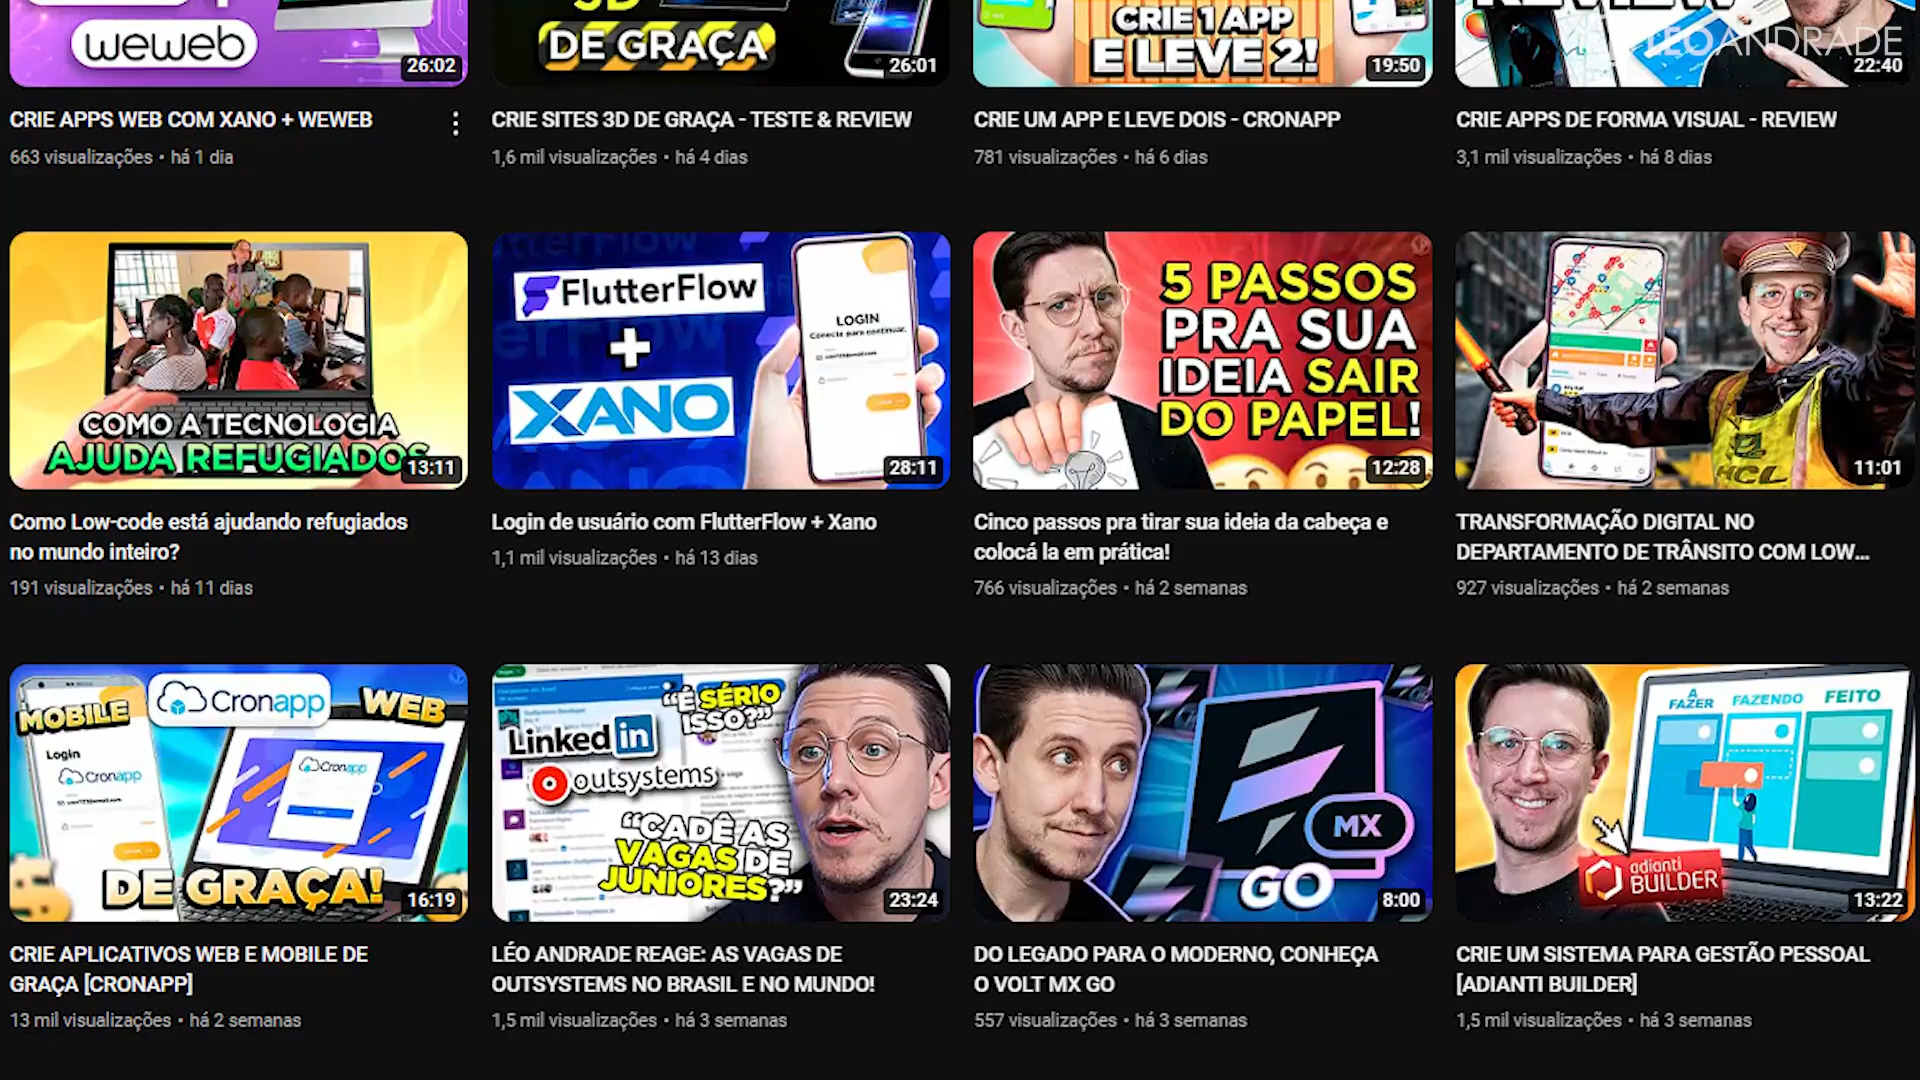 weweb
26:02
3D
DE GRAÇA
26:01
CRIE 1 APP
E LEVE 2!
19:50
REVIEW
LEOANDRADE
22:40
CRIE APPS WEB COM XANO + WEWEB
663 visualizações • há 1 dia
CRIE SITES 3D DE GRAÇA - TESTE & REVIEW
1,6 mil visualizações • há 4 dias
CRIE UM APP E LEVE DOIS - CRONAPP
781 visualizações • há 6 dias
CRIE APPS DE FORMA VISUAL - REVIEW
3,1 mil visualizações • há 8 dias
COMO A TECNOLOGIA
AJUDA REFUGIADOS
13:11
FlutterFlow
+
XANO
LOGIN
Conecte para continuar.
28:11
5 PASSOS
PRA SUA
IDEIA SAIR
DO PAPEL!
12:28
HCL
11:01
Como Low-code está ajudando refugiados
no mundo inteiro?
191 visualizações • há 11 dias
Login de usuário com FlutterFlow + Xano
1,1 mil visualizações • há 13 dias
Cinco passos pra tirar sua ideia da cabeça e
colocá la em prática!
766 visualizações • há 2 semanas
TRANSFORMAÇÃO DIGITAL NO
DEPARTAMENTO DE TRÂNSITO COM LOW...
927 visualizações • há 2 semanas
MOBILE
Cronapp
WEB
Login
Cronapp
Cronapp
DE GRAÇA!
16:19
"É SÉRIO
ISSO?"
Linked in
outsystems
"CADÊ AS
VAGAS DE
JUNIORES?"
23:24
MX
GO
8:00
A FAZER
FAZENDO
FEITO
adianti
BUILDER
13:22
CRIE APLICATIVOS WEB E MOBILE DE
GRAÇA [CRONAPP]
13 mil visualizações • há 2 semanas
LÉO ANDRADE REAGE: AS VAGAS DE
OUTSYSTEMS NO BRASIL E NO MUNDO!
1,5 mil visualizações • há 3 semanas
DO LEGADO PARA O MODERNO, CONHEÇA
O VOLT MX GO
557 visualizações • há 3 semanas
CRIE UM SISTEMA PARA GESTÃO PESSOAL
[ADIANTI BUILDER]
1,5 mil visualizações • há 3 semanas